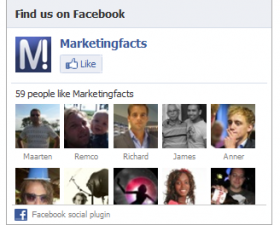 Find us on Facebook
M!
Marketingfacts
Like
59 people like Marketingfacts
Maarten Remco Richard James Anner
f Facebook social plugin